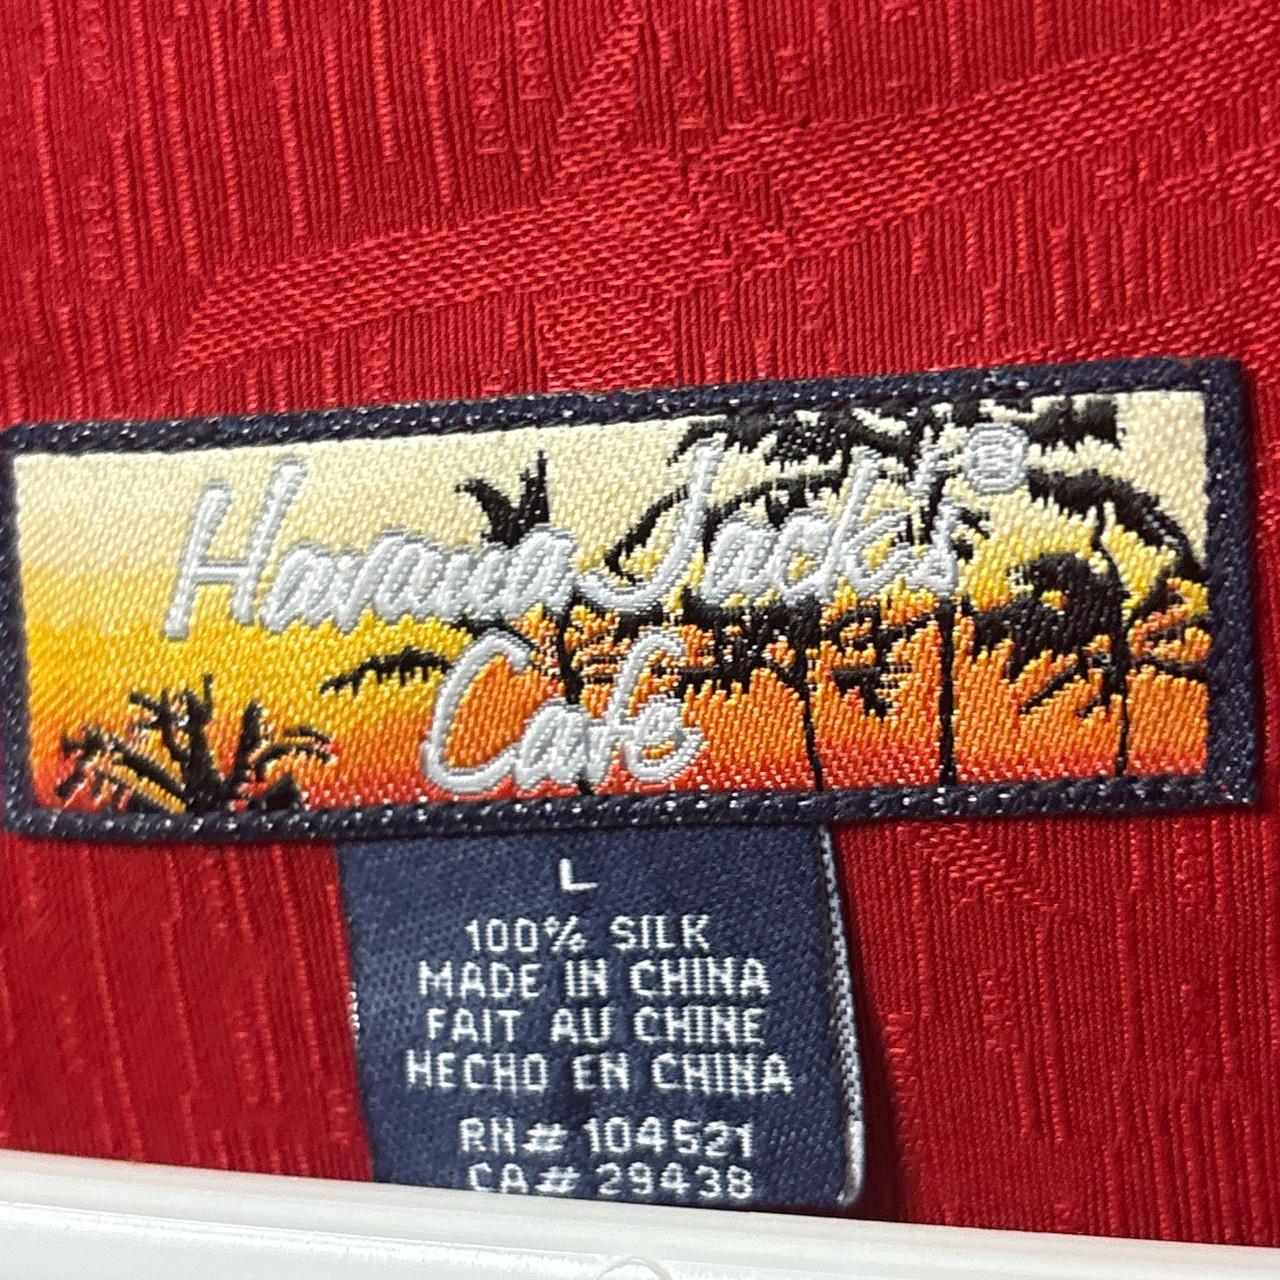 Havana Jack's®
Cafe
L
100% SILK
MADE IN CHINA
FAIT AU CHINE
HECHO EN CHINA
RN# 104521
CA# 29438